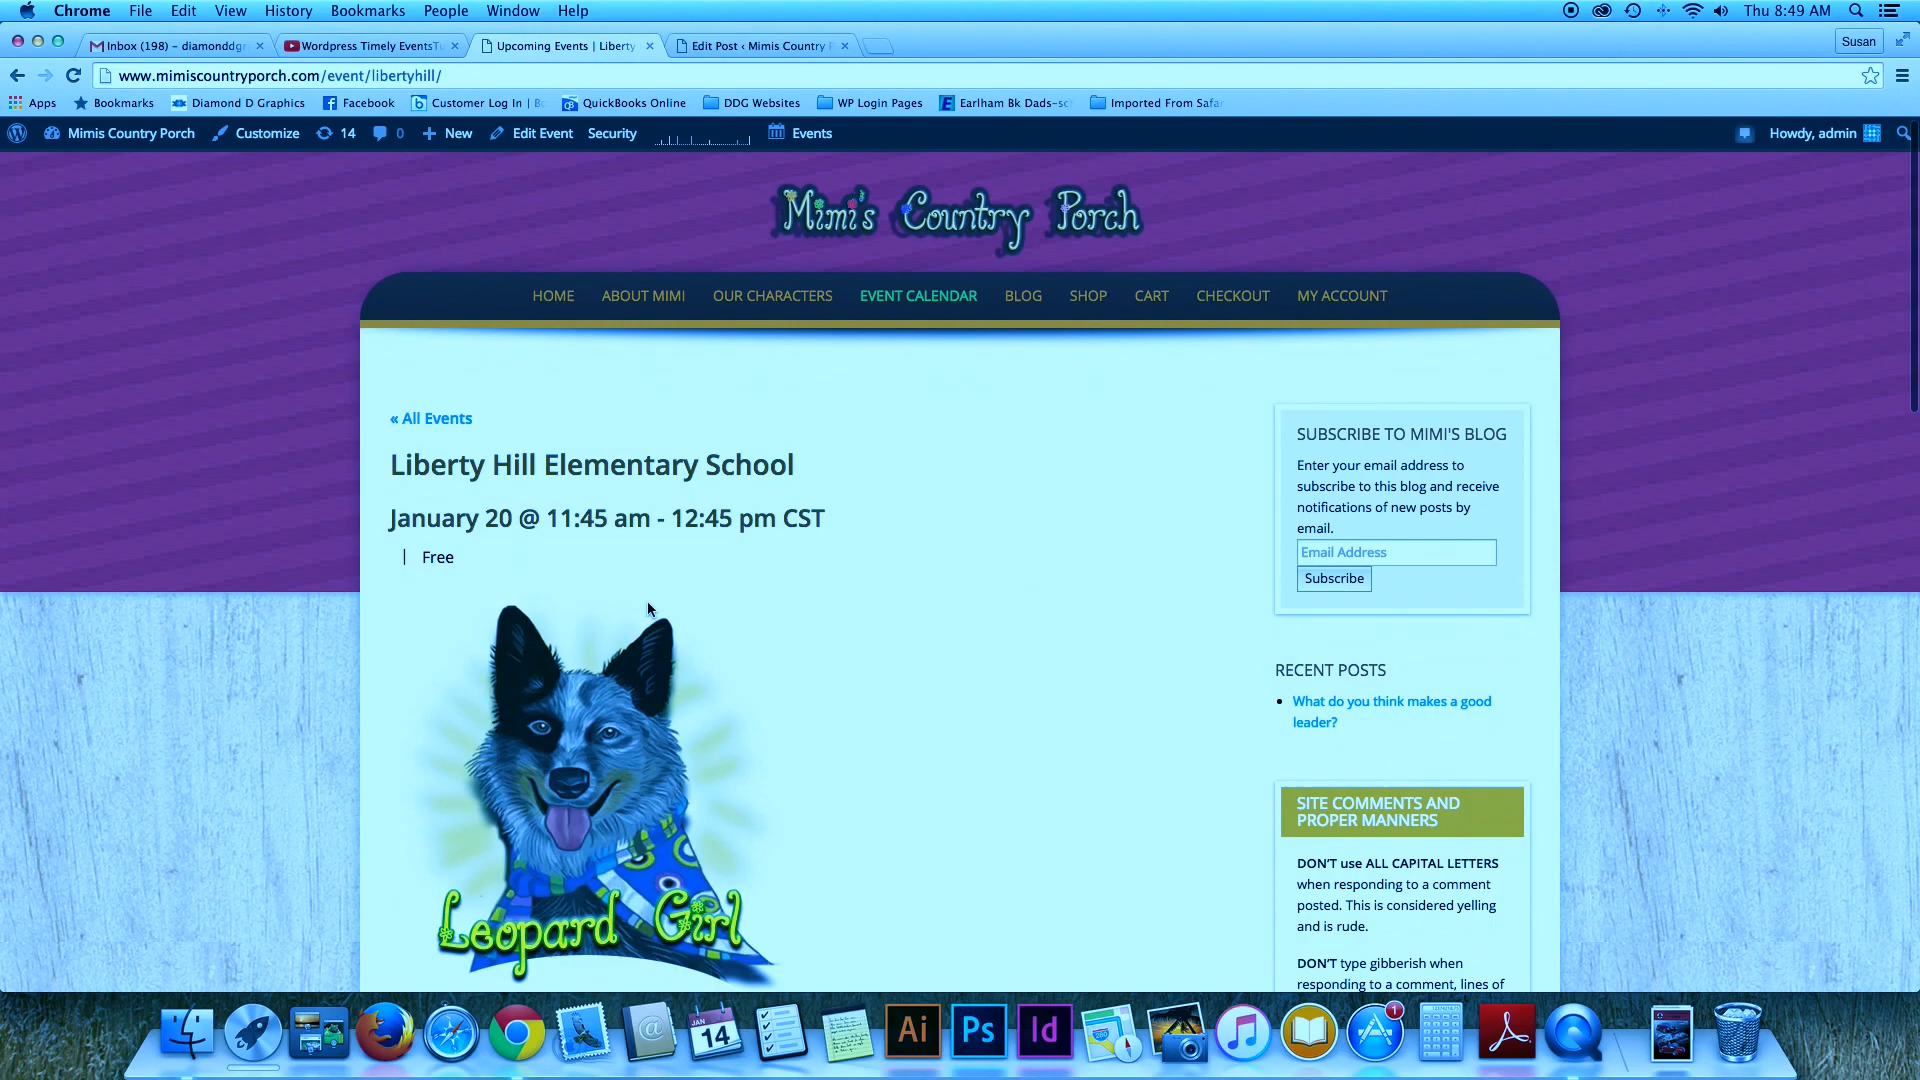 Chrome File Edit View History Bookmarks People Window Help Thu 8:49 AM
Inbox (198) – diamonddgr Wordpress Timely EventsTu Upcoming Events | Liberty Edit Post ‹ Mimis Country P Susan
www.mimiscountryporch.com/event/libertyhill/
Apps Bookmarks Diamond D Graphics Facebook Customer Log In | Bo QuickBooks Online DDG Websites WP Login Pages Earlham Bk Dads-sc Imported From Safar
Mimis Country Porch Customize 14 0 New Edit Event Security Events Howdy, admin
Mimi's Country Porch
HOME ABOUT MIMI OUR CHARACTERS EVENT CALENDAR BLOG SHOP CART CHECKOUT MY ACCOUNT
« All Events
Liberty Hill Elementary School
January 20 @ 11:45 am - 12:45 pm CST
| Free
Leopard Girl
SUBSCRIBE TO MIMI'S BLOG
Enter your email address to
subscribe to this blog and receive
notifications of new posts by
email.
Email Address
Subscribe
RECENT POSTS
What do you think makes a good
leader?
SITE COMMENTS AND
PROPER MANNERS
DON'T use ALL CAPITAL LETTERS
when responding to a comment
posted. This is considered yelling
and is rude.
DON'T type gibberish when
responding to a comment, lines of
JAN
14
Ai Ps Id
1